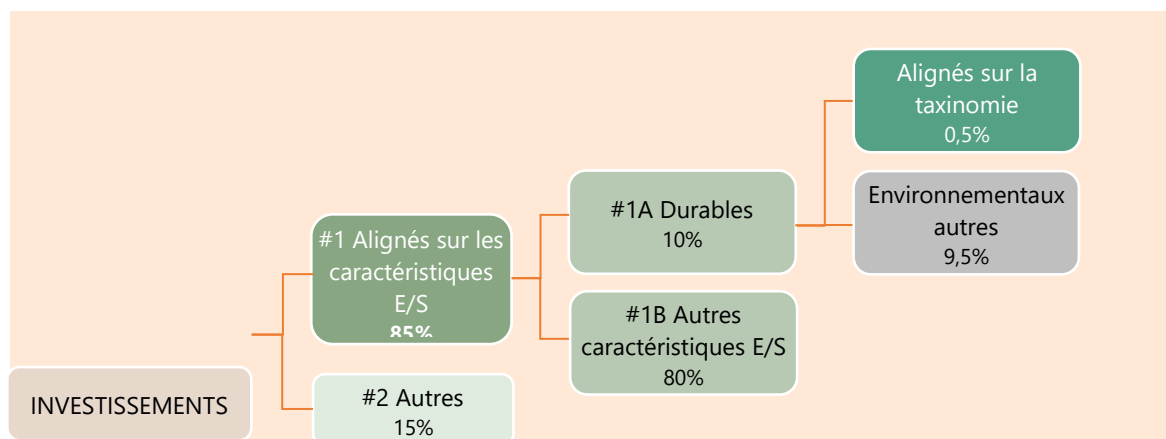 Alignés sur la
taxinomie
0,5%
Environnementaux
autres
9,5%
#1A Durables
10%
#1 Alignés sur les
caractéristiques
E/S
85%
#1B Autres
caractéristiques E/S
80%
INVESTISSEMENTS
#2 Autres
15%